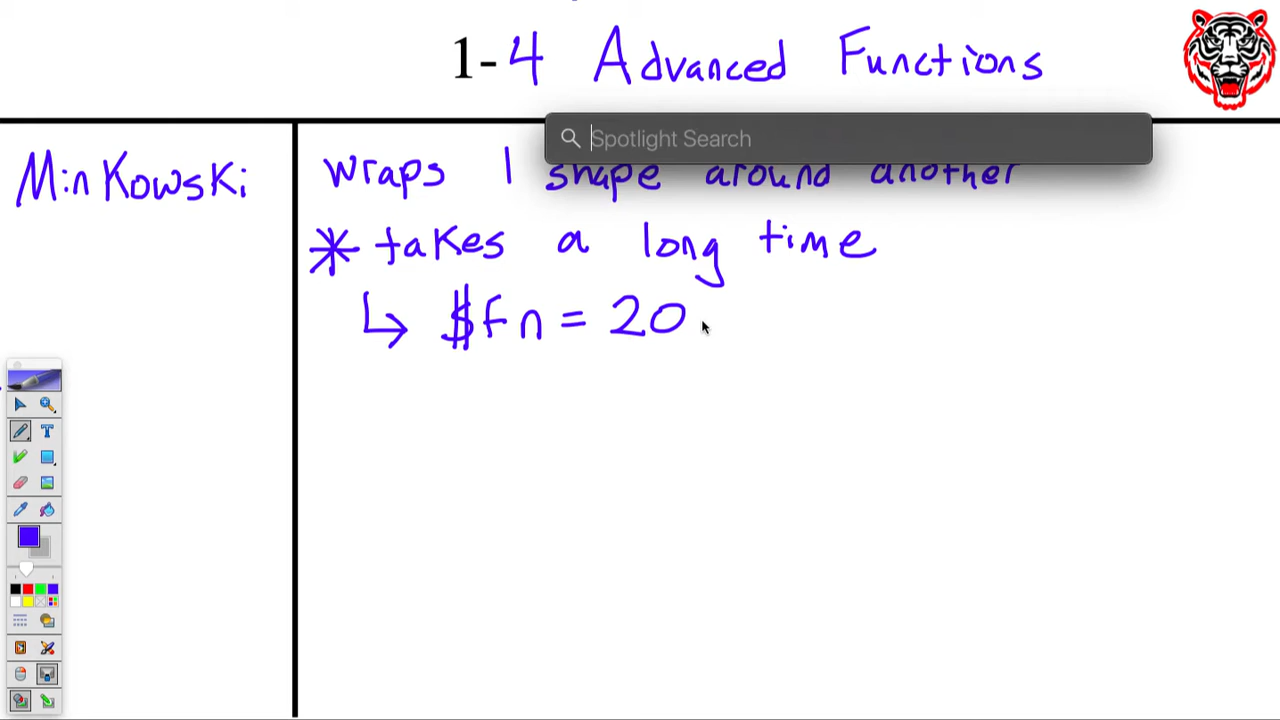 1-4 Advanced Functions
Spotlight Search
MinKowski
wraps 1 shape around another
* takes a long time
↳ $fn = 20
T